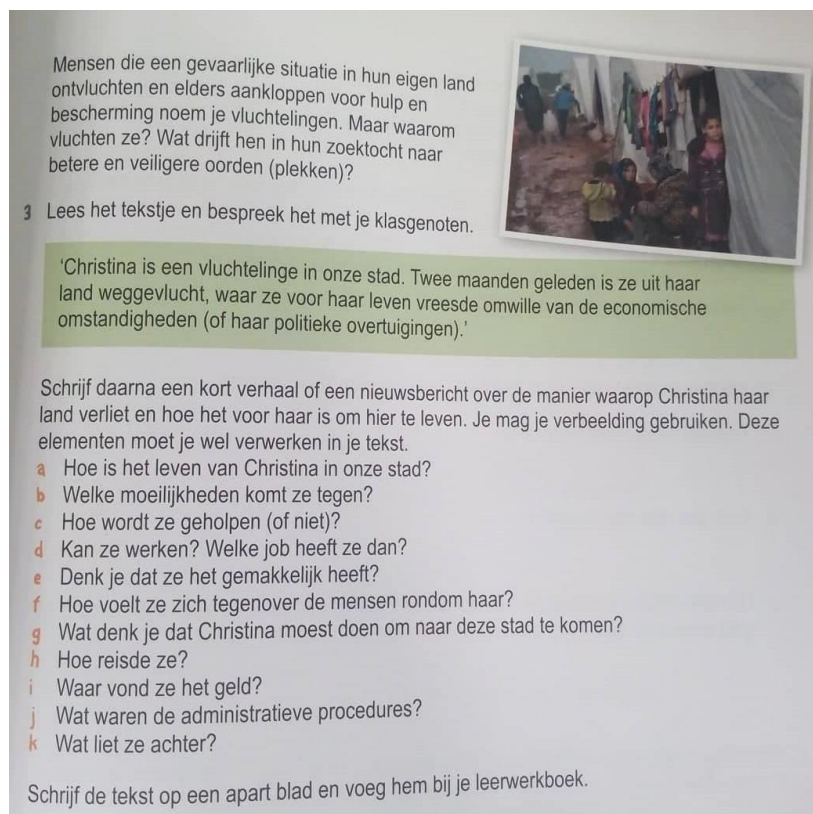 Mensen die een gevaarlijke situatie in hun eigen land
ontvluchten en elders aankloppen voor hulp en
bescherming noem je vluchtelingen. Maar waarom
vluchten ze? Wat drijft hen in hun zoektocht naar
betere en veiligere oorden (plekken)?
3 Lees het tekstje en bespreek het met je klasgenoten.
‘Christina is een vluchtelinge in onze stad. Twee maanden geleden is ze uit haar
land weggevlucht, waar ze voor haar leven vreesde omwille van de economische
omstandigheden (of haar politieke overtuigingen).’
Schrijf daarna een kort verhaal of een nieuwsbericht over de manier waarop Christina haar
land verliet en hoe het voor haar is om hier te leven. Je mag je verbeelding gebruiken. Deze
elementen moet je wel verwerken in je tekst.
a Hoe is het leven van Christina in onze stad?
b Welke moeilijkheden komt ze tegen?
c Hoe wordt ze geholpen (of niet)?
d Kan ze werken? Welke job heeft ze dan?
e Denk je dat ze het gemakkelijk heeft?
f Hoe voelt ze zich tegenover de mensen rondom haar?
g Wat denk je dat Christina moest doen om naar deze stad te komen?
h Hoe reisde ze?
i Waar vond ze het geld?
j Wat waren de administratieve procedures?
k Wat liet ze achter?
Schrijf de tekst op een apart blad en voeg hem bij je leerwerkboek.